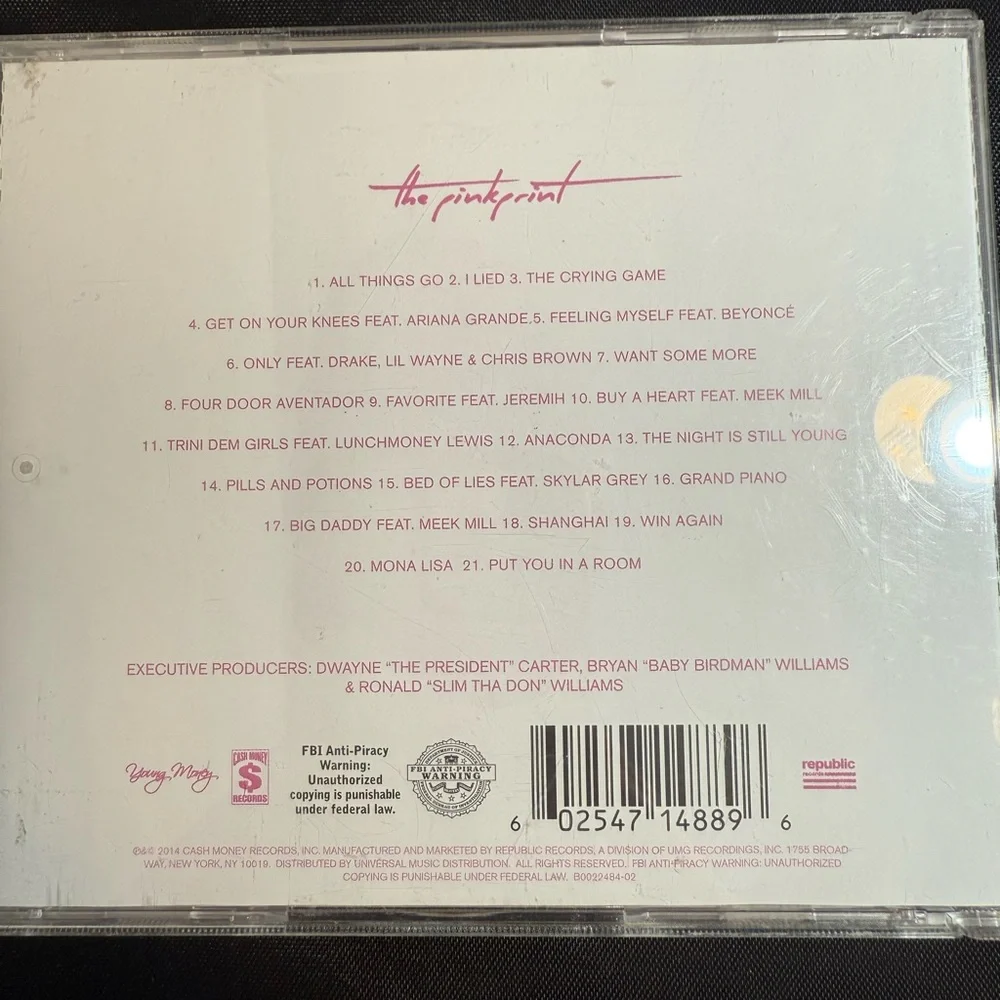 the pinkprint
1. ALL THINGS GO 2. I LIED 3. THE CRYING GAME
4. GET ON YOUR KNEES FEAT. ARIANA GRANDE.5. FEELING MYSELF FEAT. BEYONCÉ
6. ONLY FEAT. DRAKE, LIL WAYNE & CHRIS BROWN 7. WANT SOME MORE
8. FOUR DOOR AVENTADOR 9. FAVORITE FEAT. JEREMIH 10. BUY A HEART FEAT. MEEK MILL
11. TRINI DEM GIRLS FEAT. LUNCHMONEY LEWIS 12. ANACONDA 13. THE NIGHT IS STILL YOUNG
14. PILLS AND POTIONS 15. BED OF LIES FEAT. SKYLAR GREY 16. GRAND PIANO
17. BIG DADDY FEAT. MEEK MILL 18. SHANGHAI 19. WIN AGAIN
20. MONA LISA 21. PUT YOU IN A ROOM
EXECUTIVE PRODUCERS: DWAYNE “THE PRESIDENT” CARTER, BRYAN “BABY BIRDMAN” WILLIAMS
& RONALD “SLIM THA DON” WILLIAMS
Young Money
CASH MONEY
$
RECORDS
FBI Anti-Piracy
Warning:
Unauthorized
copying is punishable
under federal law.
DEPARTMENT OF JUSTICE
FBI ANTI-PIRACY
WARNING
6 02547 14889 6
republic
records
℗&© 2014 CASH MONEY RECORDS, INC. MANUFACTURED AND MARKETED BY REPUBLIC RECORDS, A DIVISION OF UMG RECORDINGS, INC. 1755 BROAD-
WAY, NEW YORK, NY 10019. DISTRIBUTED BY UNIVERSAL MUSIC DISTRIBUTION. ALL RIGHTS RESERVED. FBI ANTI-PIRACY WARNING: UNAUTHORIZED
COPYING IS PUNISHABLE UNDER FEDERAL LAW. B0022484-02